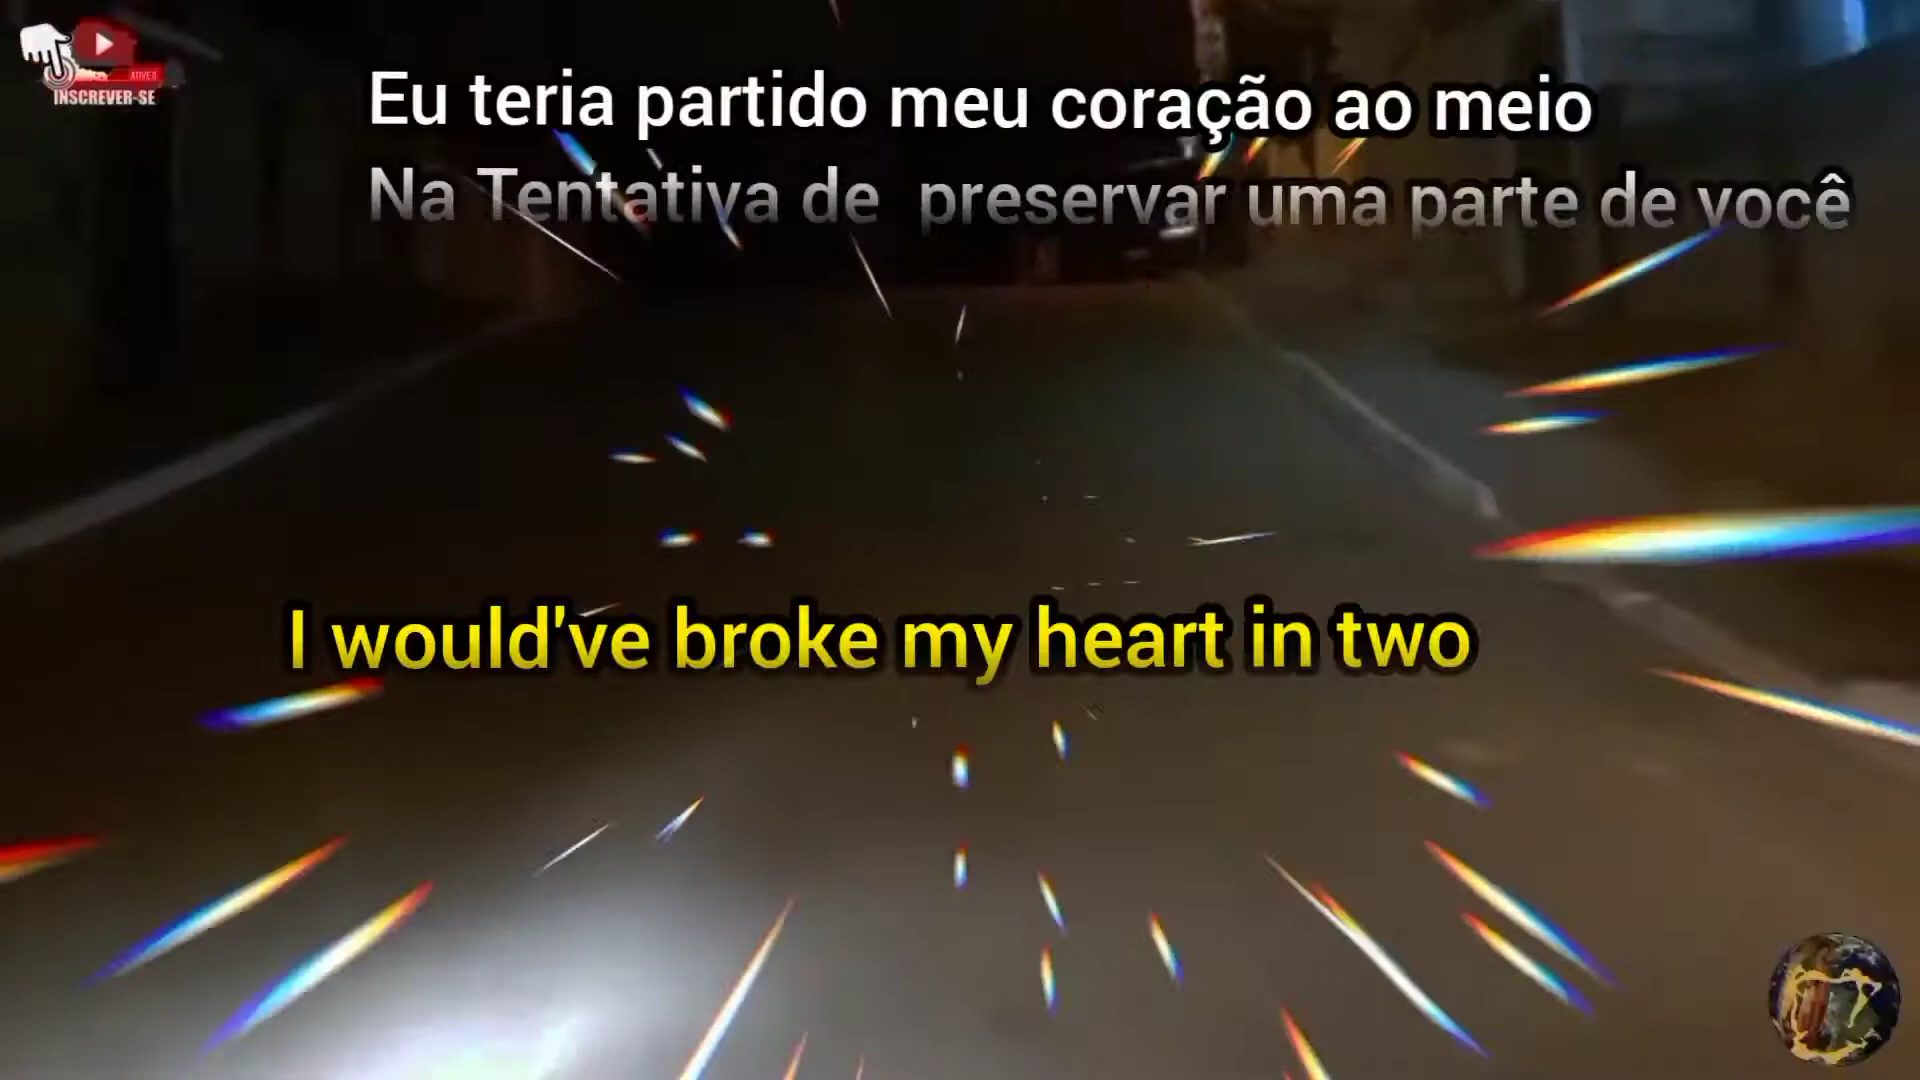 ATIVE O
INSCREVER-SE
Eu teria partido meu coração ao meio
Na Tentativa de preservar uma parte de você
I would've broke my heart in two